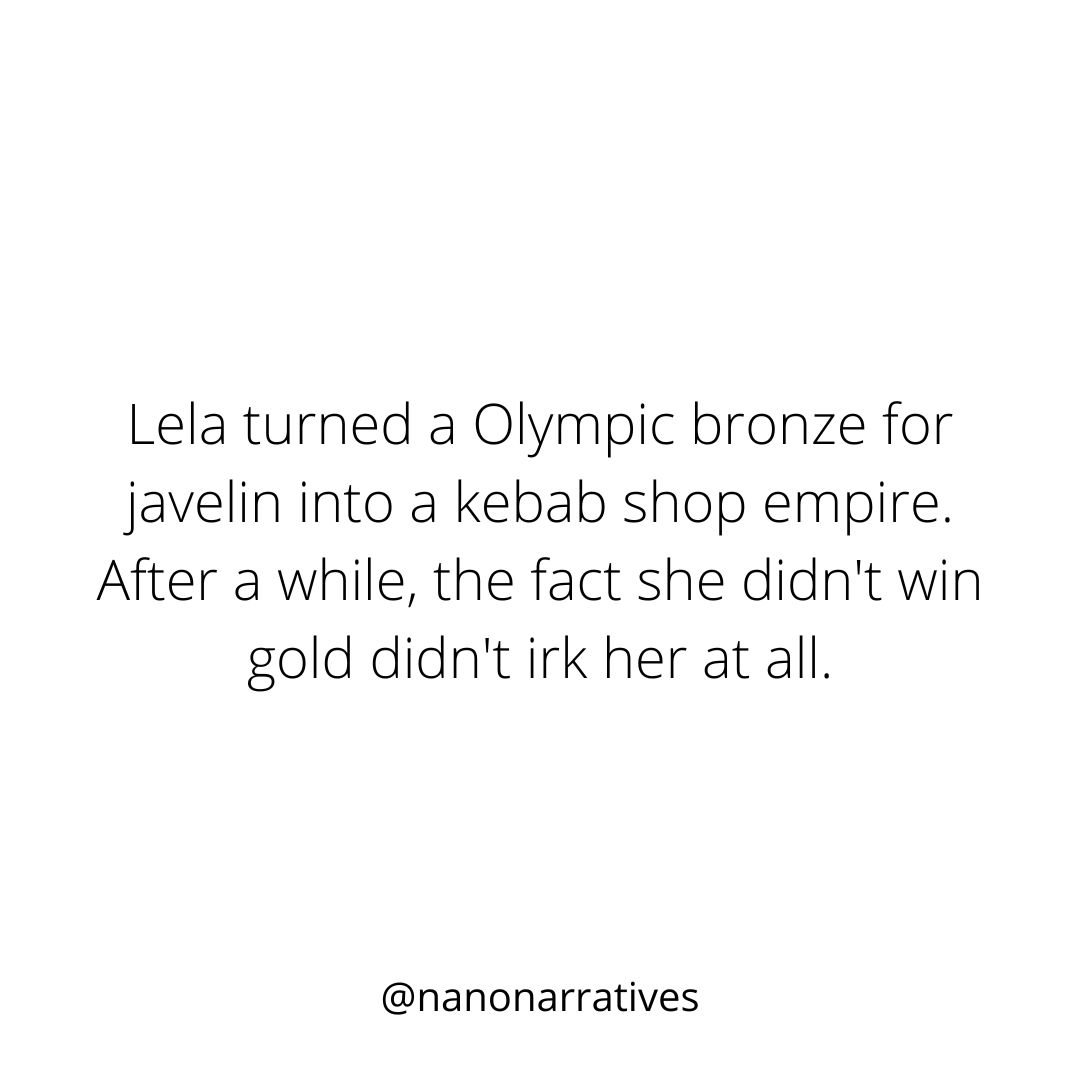 Lela turned a Olympic bronze for
javelin into a kebab shop empire.
After a while, the fact she didn't win
gold didn't irk her at all.
@nanonarratives